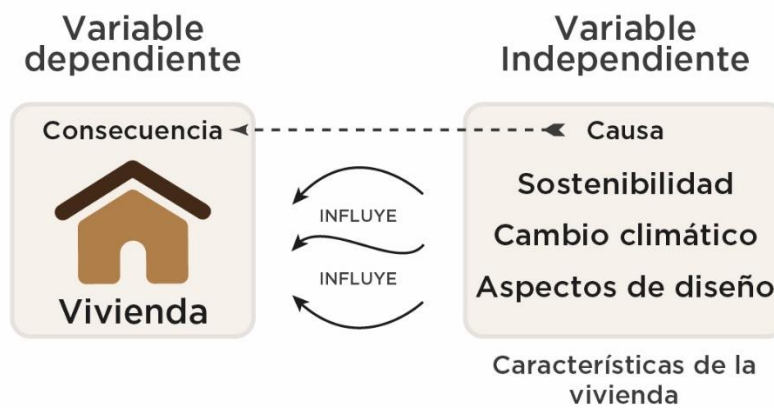 Variable
dependiente
Consecuencia
Vivienda
INFLUYE
INFLUYE
Variable
Independiente
Causa
Sostenibilidad
Cambio climático
Aspectos de diseño
Características de la
vivienda